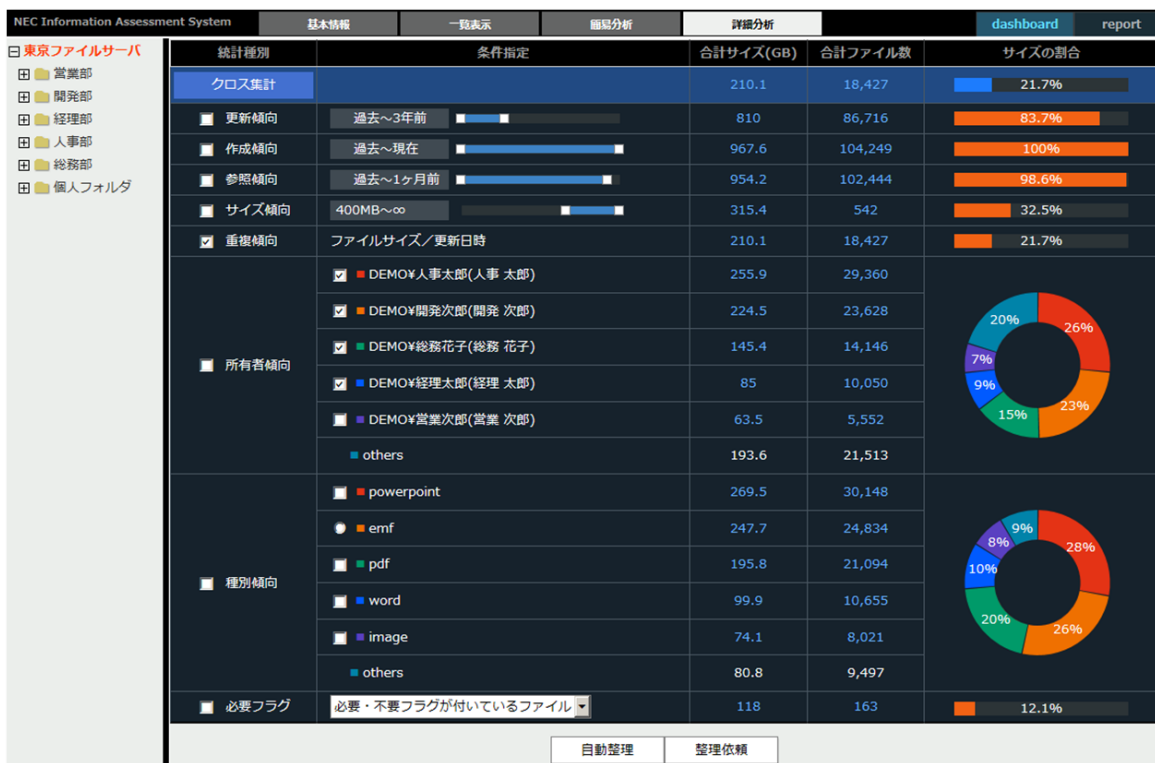 NEC Information Assessment System 基本情報 一覧表示 簡易分析 詳細分析 dashboard report
東京ファイルサーバ
営業部
開発部
経理部
人事部
総務部
個人フォルダ
統計種別 条件指定 合計サイズ(GB) 合計ファイル数 サイズの割合
クロス集計 210.1 18,427 21.7%
更新傾向 過去～3年前 810 86,716 83.7%
作成傾向 過去～現在 967.6 104,249 100%
参照傾向 過去～1ヶ月前 954.2 102,444 98.6%
サイズ傾向 400MB～∞ 315.4 542 32.5%
重複傾向 ファイルサイズ／更新日時 210.1 18,427 21.7%
所有者傾向
DEMO¥人事太郎(人事 太郎) 255.9 29,360
DEMO¥開発次郎(開発 次郎) 224.5 23,628
DEMO¥総務花子(総務 花子) 145.4 14,146
DEMO¥経理太郎(経理 太郎) 85 10,050
DEMO¥営業次郎(営業 次郎) 63.5 5,552
others 193.6 21,513
20% 26%
7%
9%
15% 23%
種別傾向
powerpoint 269.5 30,148
emf 247.7 24,834
pdf 195.8 21,094
word 99.9 10,655
image 74.1 8,021
others 80.8 9,497
9%
8% 28%
10%
20% 26%
必要フラグ 必要・不要フラグが付いているファイル 118 163 12.1%
自動整理 整理依頼